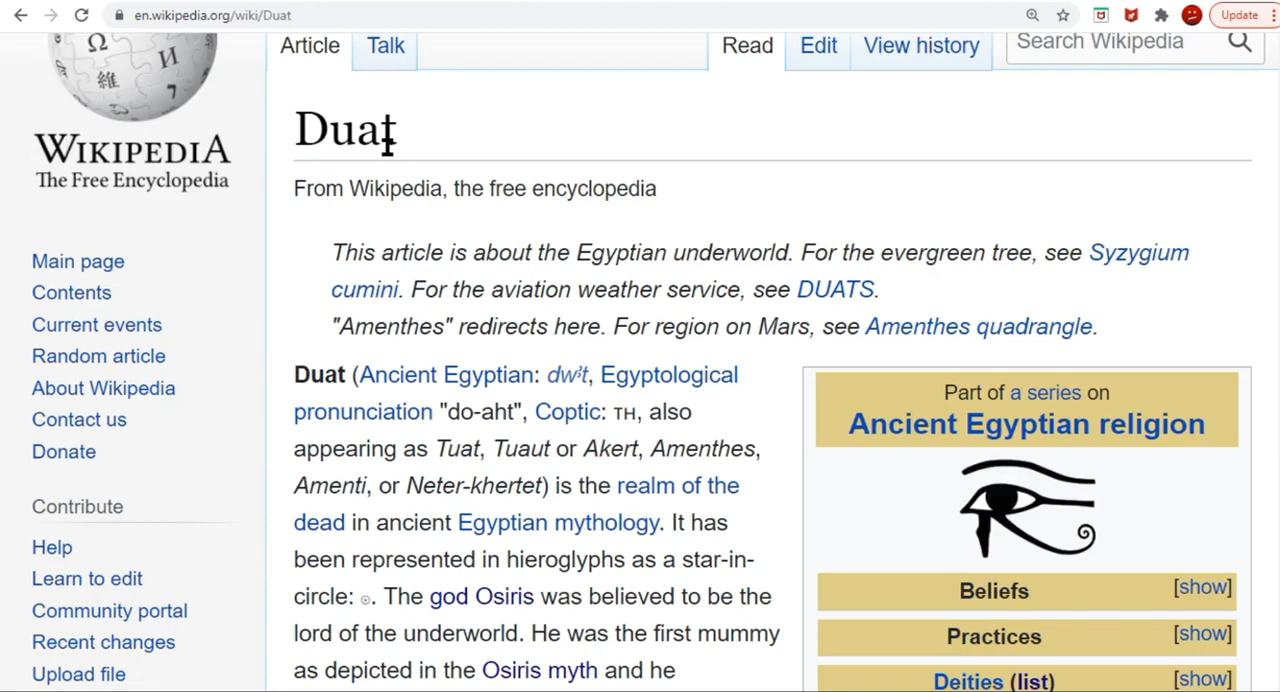 en.wikipedia.org/wiki/Duat
Update
Article
Talk
Read
Edit
View history
Search Wikipedia
WIKIPEDIA
The Free Encyclopedia
Main page
Contents
Current events
Random article
About Wikipedia
Contact us
Donate
Contribute
Help
Learn to edit
Community portal
Recent changes
Upload file
Duat
From Wikipedia, the free encyclopedia
This article is about the Egyptian underworld. For the evergreen tree, see Syzygium
cumini. For the aviation weather service, see DUATS.
"Amenthes" redirects here. For region on Mars, see Amenthes quadrangle.
Duat (Ancient Egyptian: dwꜣt, Egyptological
pronunciation "do-aht", Coptic: ⲧⲏ, also
appearing as Tuat, Tuaut or Akert, Amenthes,
Amenti, or Neter-khertet) is the realm of the
dead in ancient Egyptian mythology. It has
been represented in hieroglyphs as a star-in-
circle: 𓇽. The god Osiris was believed to be the
lord of the underworld. He was the first mummy
as depicted in the Osiris myth and he
Part of a series on
Ancient Egyptian religion
Beliefs [show]
Practices [show]
Deities (list) [show]